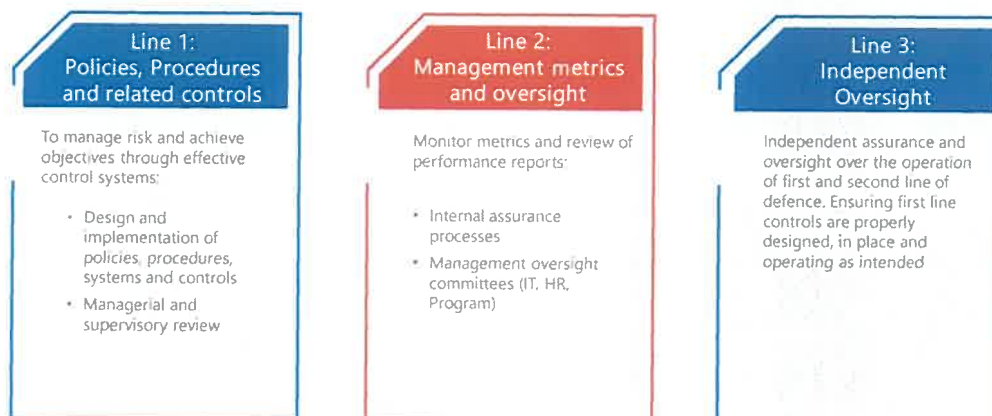 Line 1:
Policies, Procedures
and related controls
To manage risk and achieve
objectives through effective
control systems:
• Design and
implementation of
policies, procedures,
systems and controls
• Managerial and
supervisory review
Line 2:
Management metrics
and oversight
Monitor metrics and review of
performance reports:
• Internal assurance
processes
• Management oversight
committees (IT, HR,
Program)
Line 3:
Independent
Oversight
Independent assurance and
oversight over the operation
of first and second line of
defence. Ensuring first line
controls are properly
designed, in place and
operating as intended